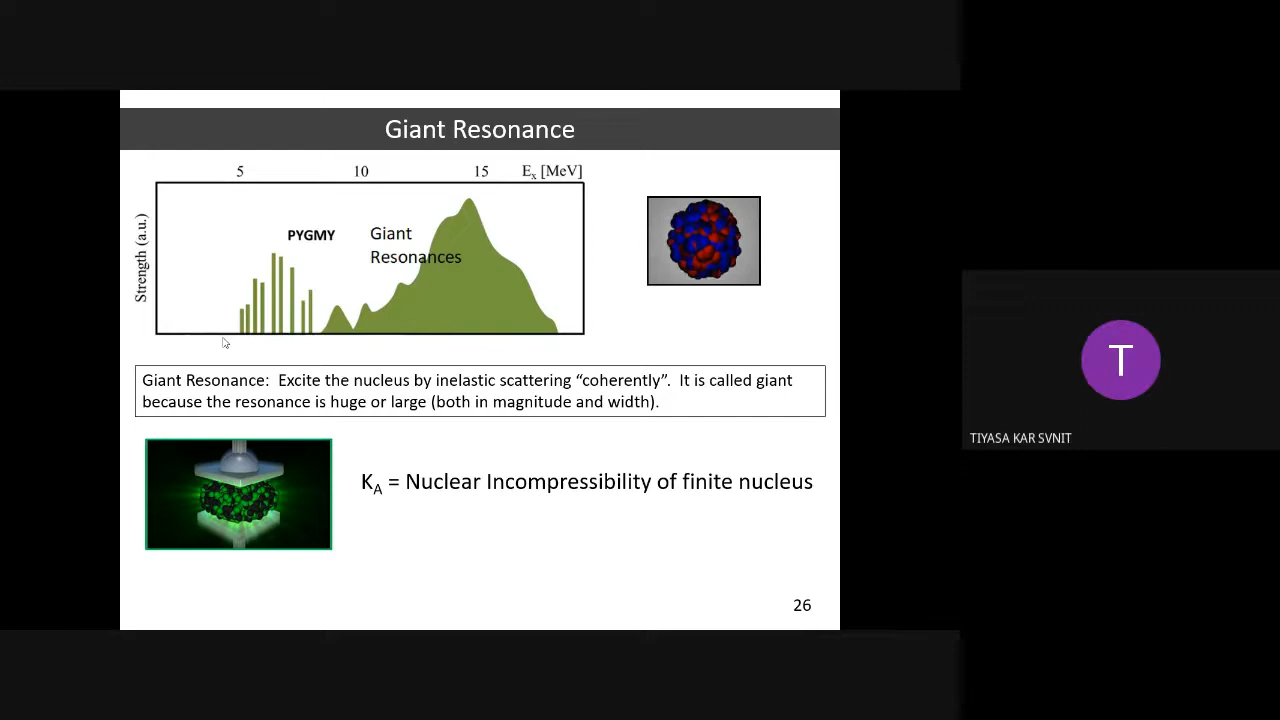 Giant Resonance
5 10 15 Eₓ [MeV]
Strength (a.u.)
PYGMY
Giant
Resonances
Giant Resonance: Excite the nucleus by inelastic scattering “coherently”. It is called giant
because the resonance is huge or large (both in magnitude and width).
K_A = Nuclear Incompressibility of finite nucleus
26
T
TIYASA KAR SVNIT